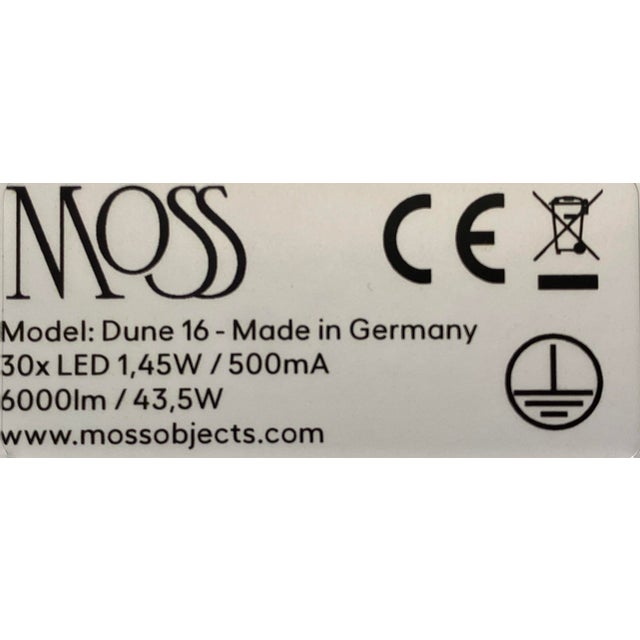 MOSS
CE
Model: Dune 16 - Made in Germany
30x LED 1,45W / 500mA
6000lm / 43,5W
www.mossobjects.com